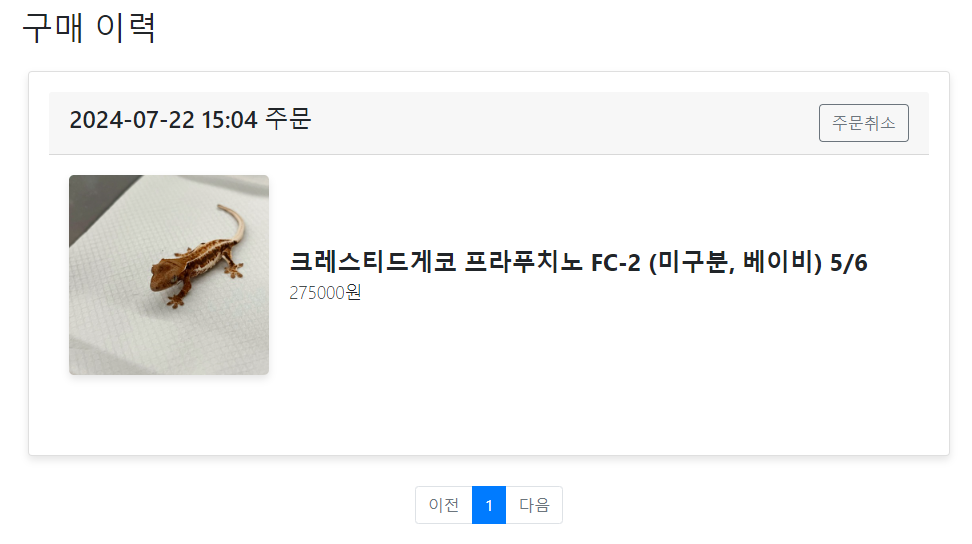 구매 이력
2024-07-22 15:04 주문
주문취소
크레스티드게코 프라푸치노 FC-2 (미구분, 베이비) 5/6
275000원
이전 1 다음